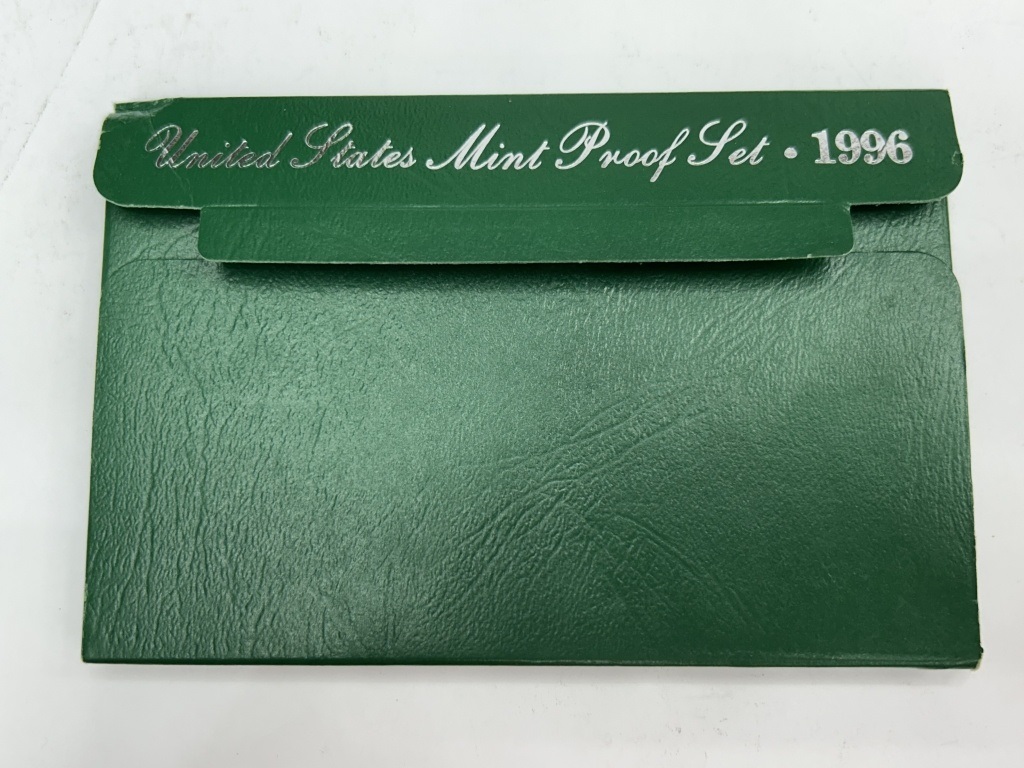 United States Mint Proof Set • 1996